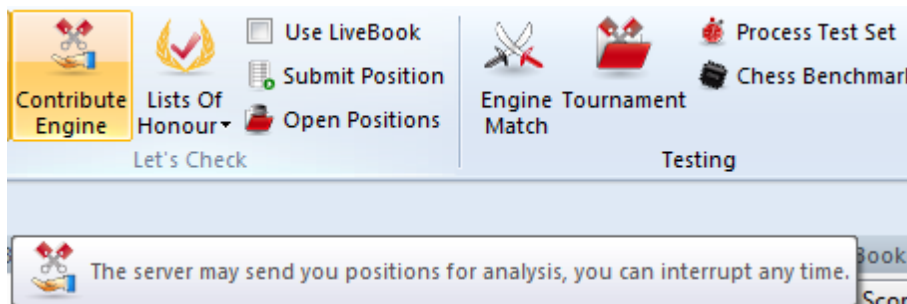 Contribute Engine
Lists Of Honour
Use LiveBook
Submit Position
Open Positions
Let's Check
Engine Match
Tournament
Process Test Set
Chess
Testing
The server may send you positions for analysis, you can interrupt any time.